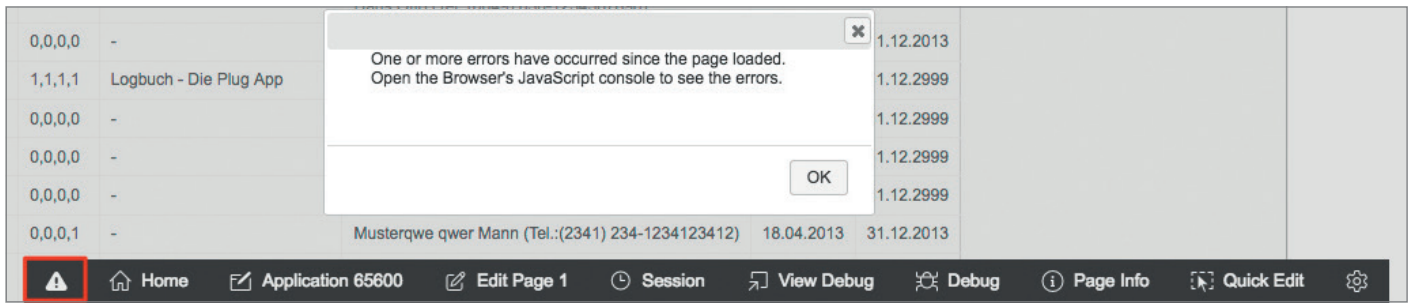 0,0,0,0 - 1.12.2013
One or more errors have occurred since the page loaded.
Open the Browser's JavaScript console to see the errors.
1,1,1,1 Logbuch - Die Plug App 1.12.2999
0,0,0,0 - 1.12.2999
0,0,0,0 - 1.12.2999
OK
0,0,0,0 - 1.12.2999
0,0,0,1 - Musterqwe qwer Mann (Tel.:(2341) 234-1234123412) 18.04.2013 31.12.2013
Home Application 65600 Edit Page 1 Session View Debug Debug Page Info Quick Edit